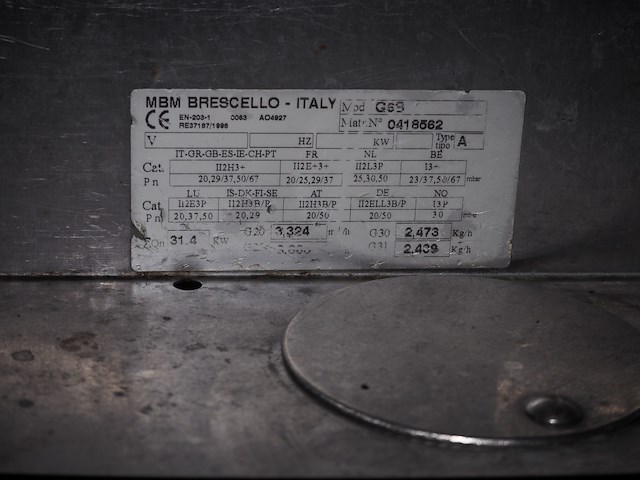 MBM BRESCELLO - ITALY Mod G6S
CE EN-203-1 0063 AO4927
RE37197/1998 Matr. N° 0418562
V HZ KW Type tipo A
IT-GR-GB-ES-IE-CH-PT FR NL BE
Cat. II2H3+ II2E+3+ II2L3P I3+
Pn 20,29/37,50/67 20/25,29/37 25,30,50 23/37,50/67 mbar
LU IS-DK-FI-SE AT DE NO
Cat II2E3P II2H3B/P II2H3B/P II2ELL3B/P I3P
Pn 20,37,50 20,29 20/50 20/50 30
ΣQn 31.4 KW G20 3,324 G30 2,473 Kg/h
G31 2,439 Kg/h